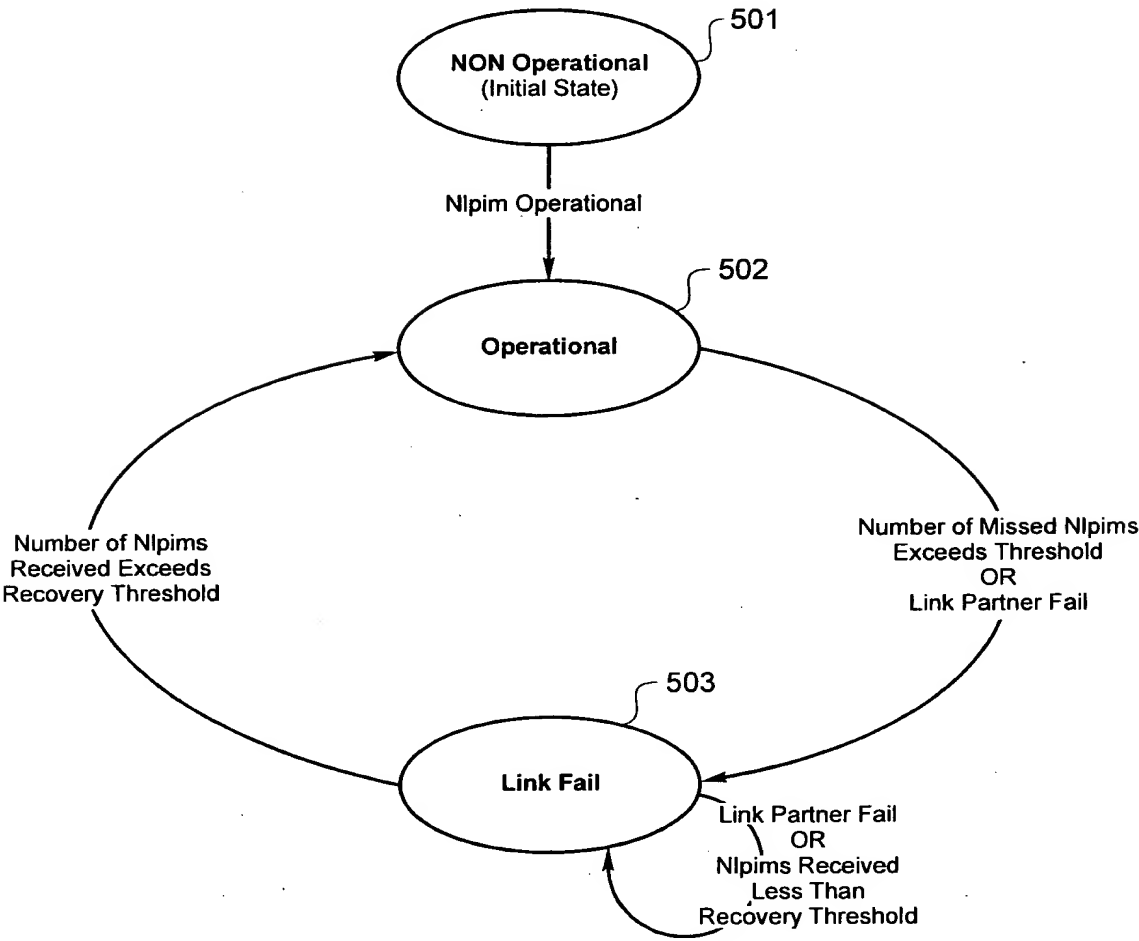 501
NON Operational
(Initial State)
Nlpim Operational
502
Operational
Number of Nlpims
Received Exceeds
Recovery Threshold
Number of Missed Nlpims
Exceeds Threshold
OR
Link Partner Fail
503
Link Fail
Link Partner Fail
OR
Nlpims Received
Less Than
Recovery Threshold